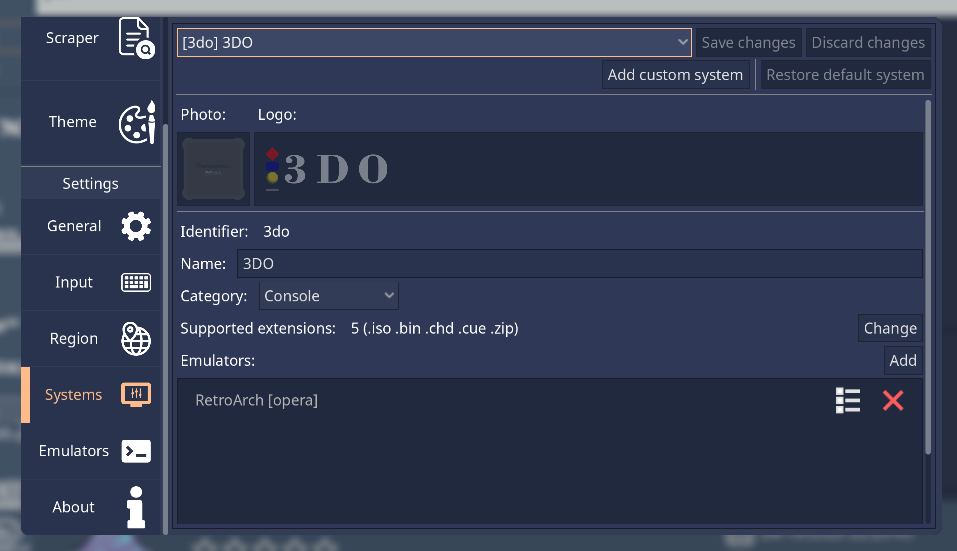 Scraper
Theme
Settings
General
Input
Region
Systems
Emulators
About
[3do] 3DO
Save changes
Discard changes
Add custom system
Restore default system
Photo:
Logo:
3DO
Identifier: 3do
Name: 3DO
Category: Console
Supported extensions: 5 (.iso .bin .chd .cue .zip)
Change
Emulators:
Add
RetroArch [opera]